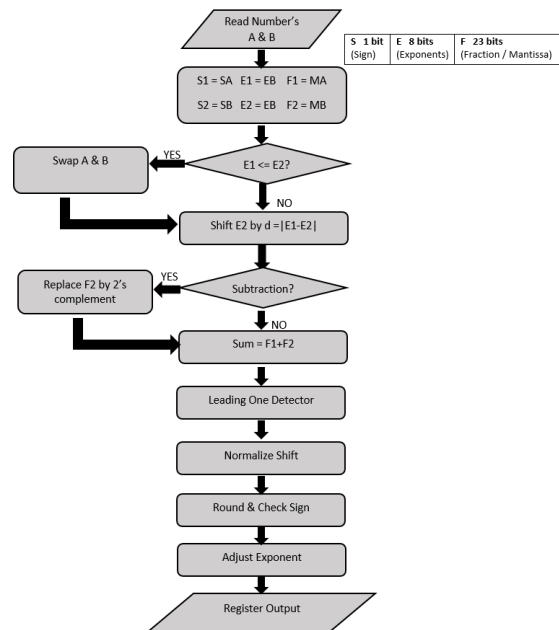 Read Number's
A & B
S 1 bit E 8 bits F 23 bits
(Sign) (Exponents) (Fraction / Mantissa)
S1 = SA E1 = EB F1 = MA
S2 = SB E2 = EB F2 = MB
E1 <= E2?
YES
Swap A & B
NO
Shift E2 by d =|E1-E2|
Subtraction?
YES
Replace F2 by 2's
complement
NO
Sum = F1+F2
Leading One Detector
Normalize Shift
Round & Check Sign
Adjust Exponent
Register Output